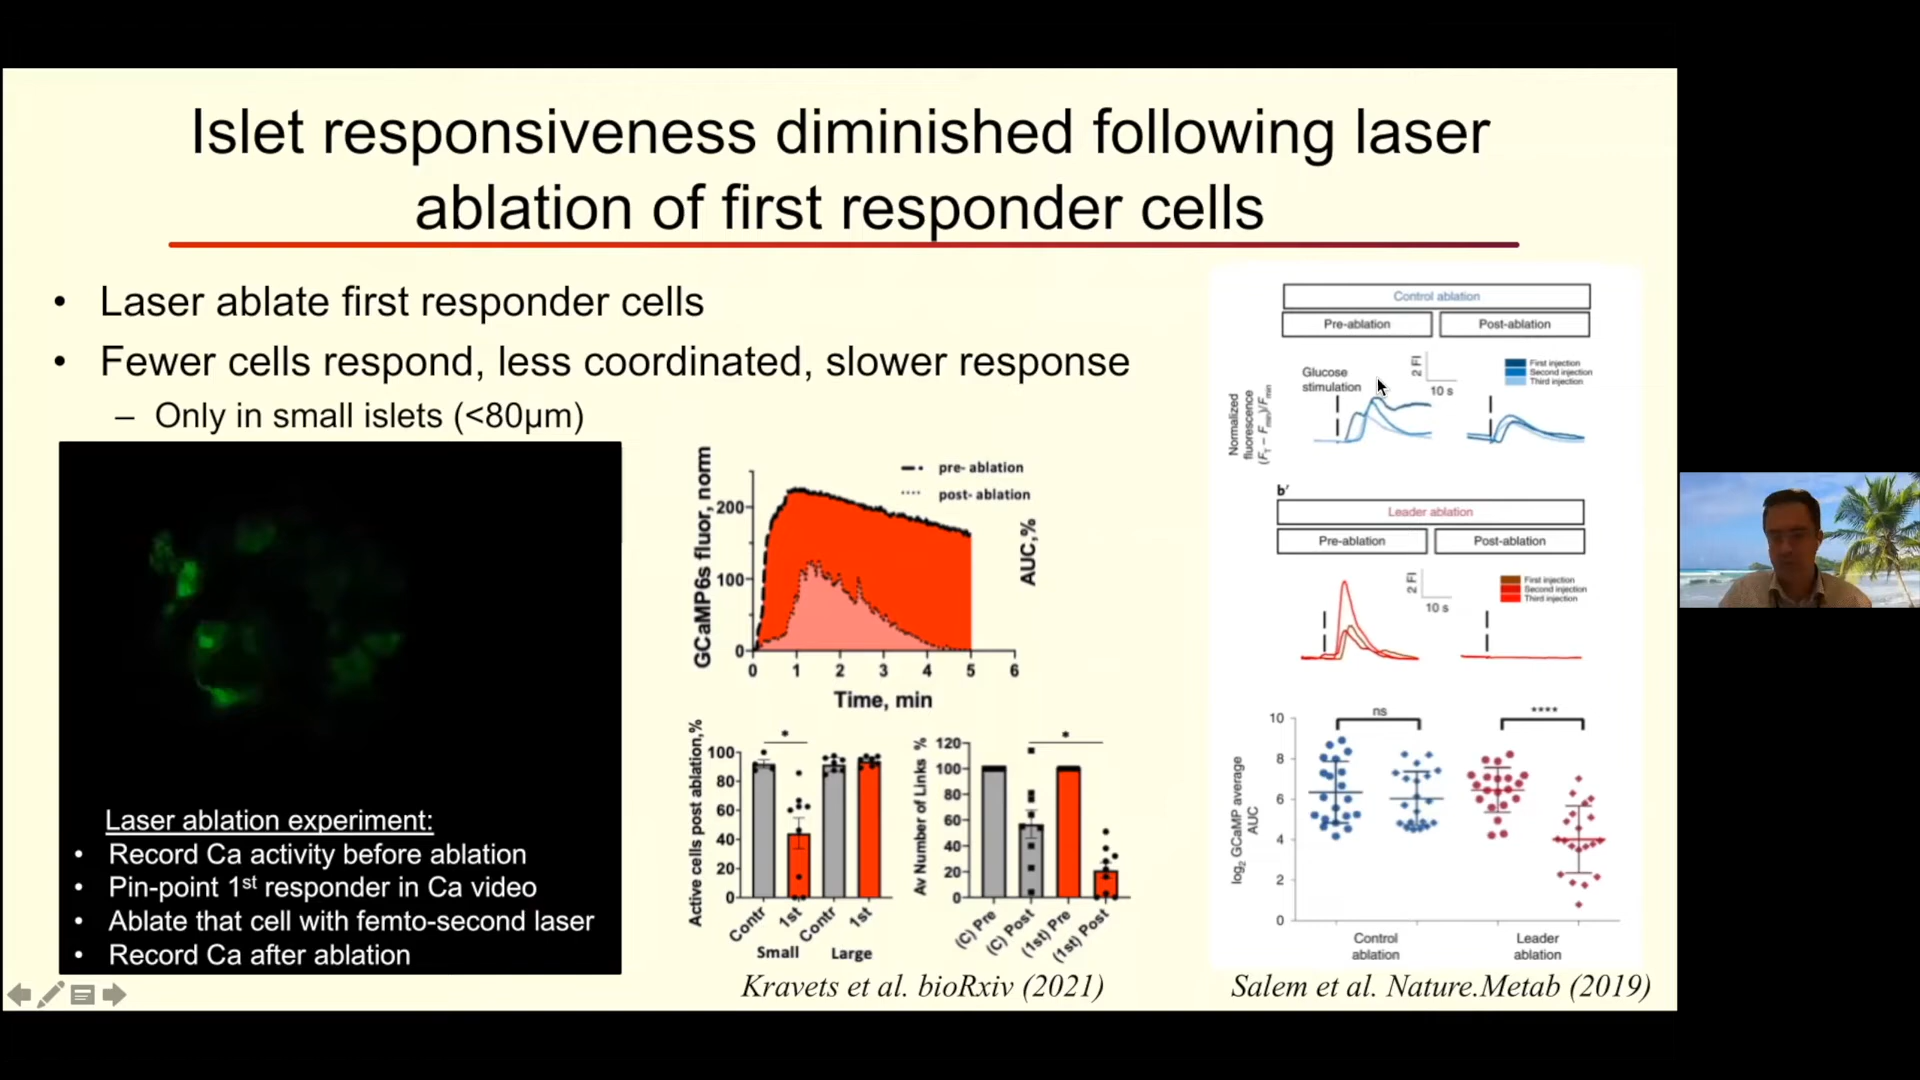 Islet responsiveness diminished following laser
ablation of first responder cells
• Laser ablate first responder cells
• Fewer cells respond, less coordinated, slower response
– Only in small islets (<80µm)
Laser ablation experiment:
• Record Ca activity before ablation
• Pin-point 1st responder in Ca video
• Ablate that cell with femto-second laser
• Record Ca after ablation
GCaMP6s fluor, norm
pre- ablation
post- ablation
200
100
0
0 1 2 3 4 5 6
Time, min
AUC,%
Active cells post ablation,%
100
80
60
40
20
0
*
Contr 1st Contr 1st
Small Large
Av Number of Links %
120
100
80
60
40
20
0
*
(C) Pre (C) Post (1st) Pre (1st) Post
Kravets et al. bioRxiv (2021)
Control ablation
Pre-ablation Post-ablation
Glucose
stimulation
2 FI
10 s
First injection
Second injection
Third injection
Normalized
fluorescence
(FT − Fmin)/Fmin
b′
Leader ablation
Pre-ablation Post-ablation
2 FI
10 s
First injection
Second injection
Third injection
log2 GCaMP average
AUC
10
8
6
4
2
0
ns
****
Control
ablation
Leader
ablation
Salem et al. Nature.Metab (2019)